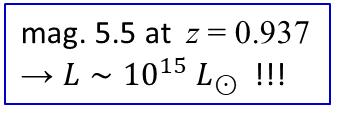 mag. 5.5 at z = 0.937
→ L ~ 10¹⁵ L☉ !!!